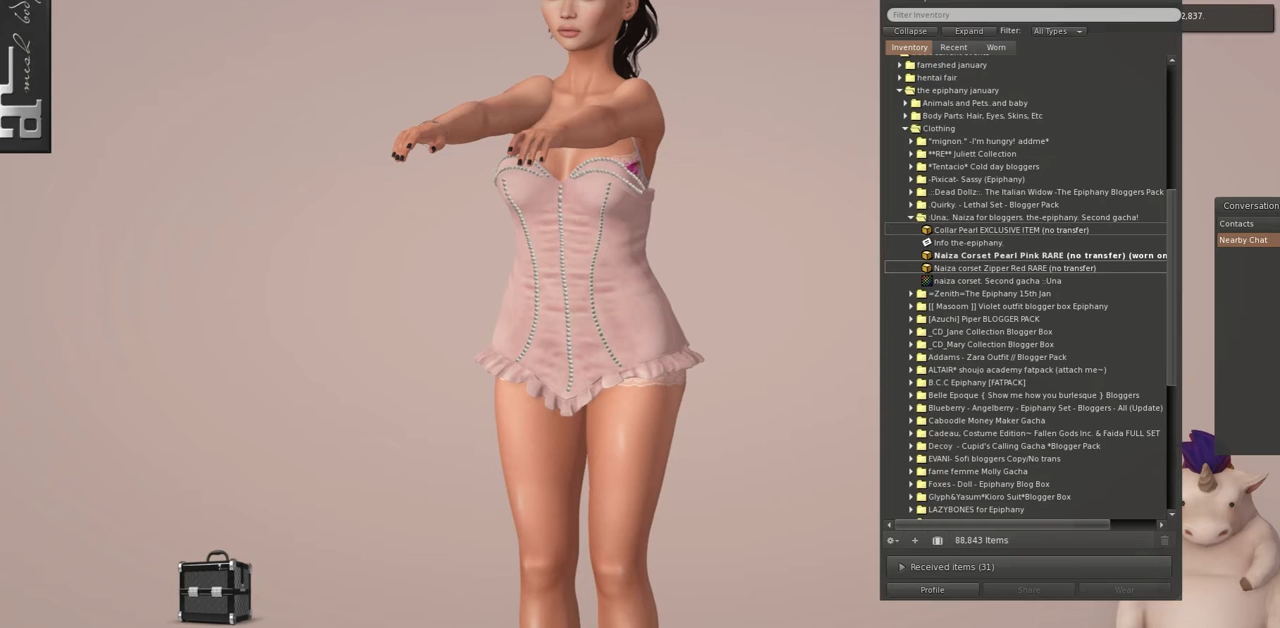 mesh body
Filter Inventory
2,837.
Collapse Expand Filter: All Types
Inventory Recent Worn
fameshed january
hentai fair
the epiphany january
Animals and Pets..and baby
Body Parts: Hair, Eyes, Skins, Etc
Clothing
"mignon." -I'm hungry! addme*
**RE** Juliett Collection
*Tentacio* Cold day bloggers
-Pixicat- Sassy (Epiphany)
.::Dead Dollz::. The Italian Widow -The Epiphany Bloggers Pack
.Quirky. - Lethal Set - Blogger Pack
:Una;. Naiza for bloggers. the-epiphany. Second gacha!
Collar Pearl EXCLUSIVE ITEM (no transfer)
Info the-epiphany.
Naiza Corset Pearl Pink RARE (no transfer) (worn on
Naiza corset Zipper Red RARE (no transfer)
naiza corset. Second gacha ::Una
=Zenith=The Epiphany 15th Jan
[[ Masoom ]] Violet outfit blogger box Epiphany
[Azuchi] Piper BLOGGER PACK
_CD_Jane Collection Blogger Box
_CD_Mary Collection Blogger Box
Addams - Zara Outfit // Blogger Pack
ALTAIR* shoujo academy fatpack (attach me~)
B.C.C Epiphany [FATPACK]
Belle Epoque { Show me how you burlesque } Bloggers
Blueberry - Angelberry - Epiphany Set - Bloggers - All (Update)
Caboodle Money Maker Gacha
Cadeau, Costume Edition~ Fallen Gods Inc. & Faida FULL SET
Decoy - Cupid's Calling Gacha *Blogger Pack
EVANI- Sofi bloggers Copy/No trans
fame femme Molly Gacha
Foxes - Doll - Epiphany Blog Box
Glyph&Yasum*Kioro Suit*Blogger Box
LAZYBONES for Epiphany
88,843 Items
Received items (31)
Profile Share Wear
Conversation
Contacts
Nearby Chat